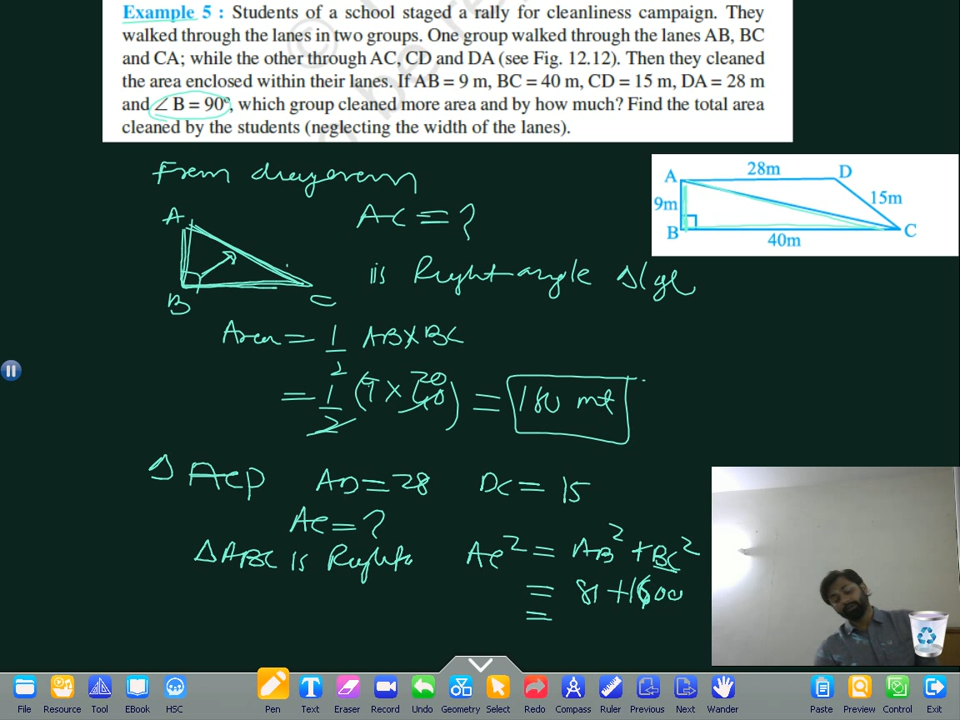 Example 5 : Students of a school staged a rally for cleanliness campaign. They
walked through the lanes in two groups. One group walked through the lanes AB, BC
and CA; while the other through AC, CD and DA (see Fig. 12.12). Then they cleaned
the area enclosed within their lanes. If AB = 9 m, BC = 40 m, CD = 15 m, DA = 28 m
and ∠ B = 90º, which group cleaned more area and by how much? Find the total area
cleaned by the students (neglecting the width of the lanes).
From
AC = ?
A
B
C
A
28m
D
9m
15m
B
40m
C
is Right angle
Area = 1/2 AB × BC
= 1/2 (9 × 40) 20 = 180 mt
Δ ACD AD = 28 DC = 15
AC = ?
Δ ABC is Right AC² = AB² + BC²
= 81 + 1600
=
File
Resource
Tool
EBook
HSC
Pen
Text
Eraser
Record
Undo
Geometry
Select
Redo
Compass
Ruler
Previous
Next
Wander
Paste
Preview
Control
Exit